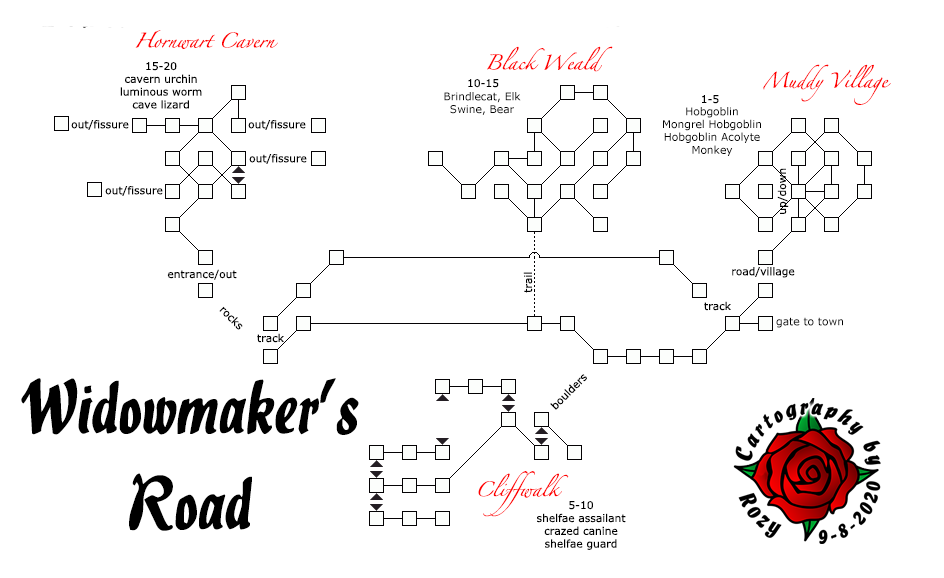 Hornwart Cavern
15-20
cavern urchin
luminous worm
cave lizard
out/fissure
out/fissure
out/fissure
out/fissure
entrance/out
rocks
Black Weald
10-15
Brindlecat, Elk
Swine, Bear
Muddy Village
1-5
Hobgoblin
Mongrel Hobgoblin
Hobgoblin Acolyte
Monkey
up/down
road/village
trail
track
track
gate to town
boulders
Cliffwalk
5-10
shelfae assailant
crazed canine
shelfae guard
Widowmaker's
Road
Cartography by
Rozy 9-8-2020